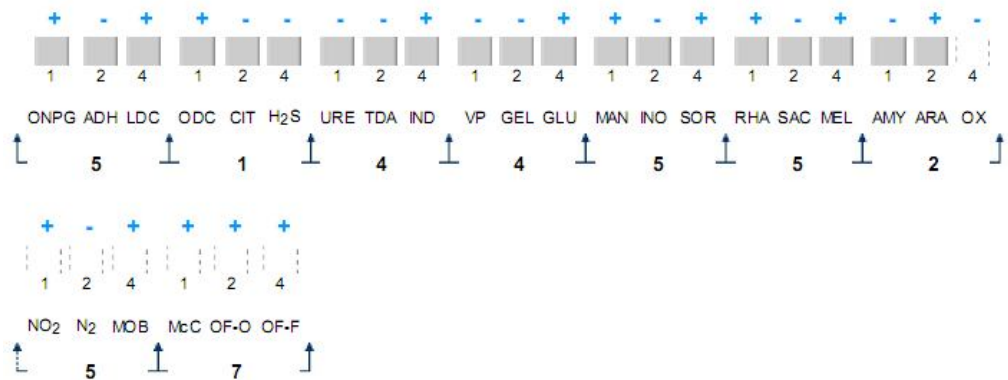 + - + + - - - - + - - + + - + + - + - + -
1 2 4 1 2 4 1 2 4 1 2 4 1 2 4 1 2 4 1 2 4
ONPG ADH LDC ODC CIT H₂S URE TDA IND VP GEL GLU MAN INO SOR RHA SAC MEL AMY ARA OX
5 1 4 4 5 5 2
+ - + + + +
1 2 4 1 2 4
NO₂ N₂ MOB McC OF-O OF-F
5 7